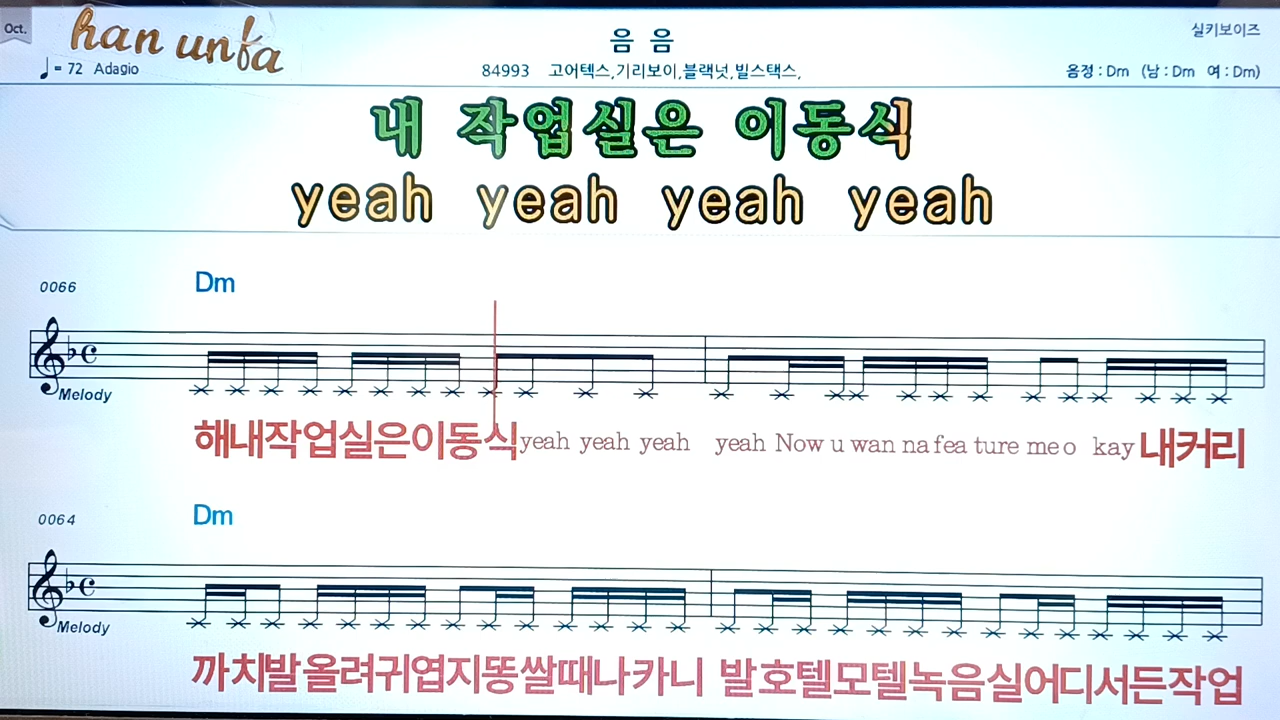 Oct.
han unfa
음 음
실키보이즈
♩= 72 Adagio
84993 고어텍스,기리보이,블랙넛,빌스택스,
음정 : Dm (남 : Dm 여 : Dm)
내 작업실은 이동식
yeah yeah yeah yeah
0066
Dm
Melody
해내작업실은이동식yeah yeah yeah yeah Now u wan na fea ture me o kay 내커리
0064
Dm
Melody
까치발올려귀엽지똥쌀때나카니 발호텔모텔녹음실어디서든작업